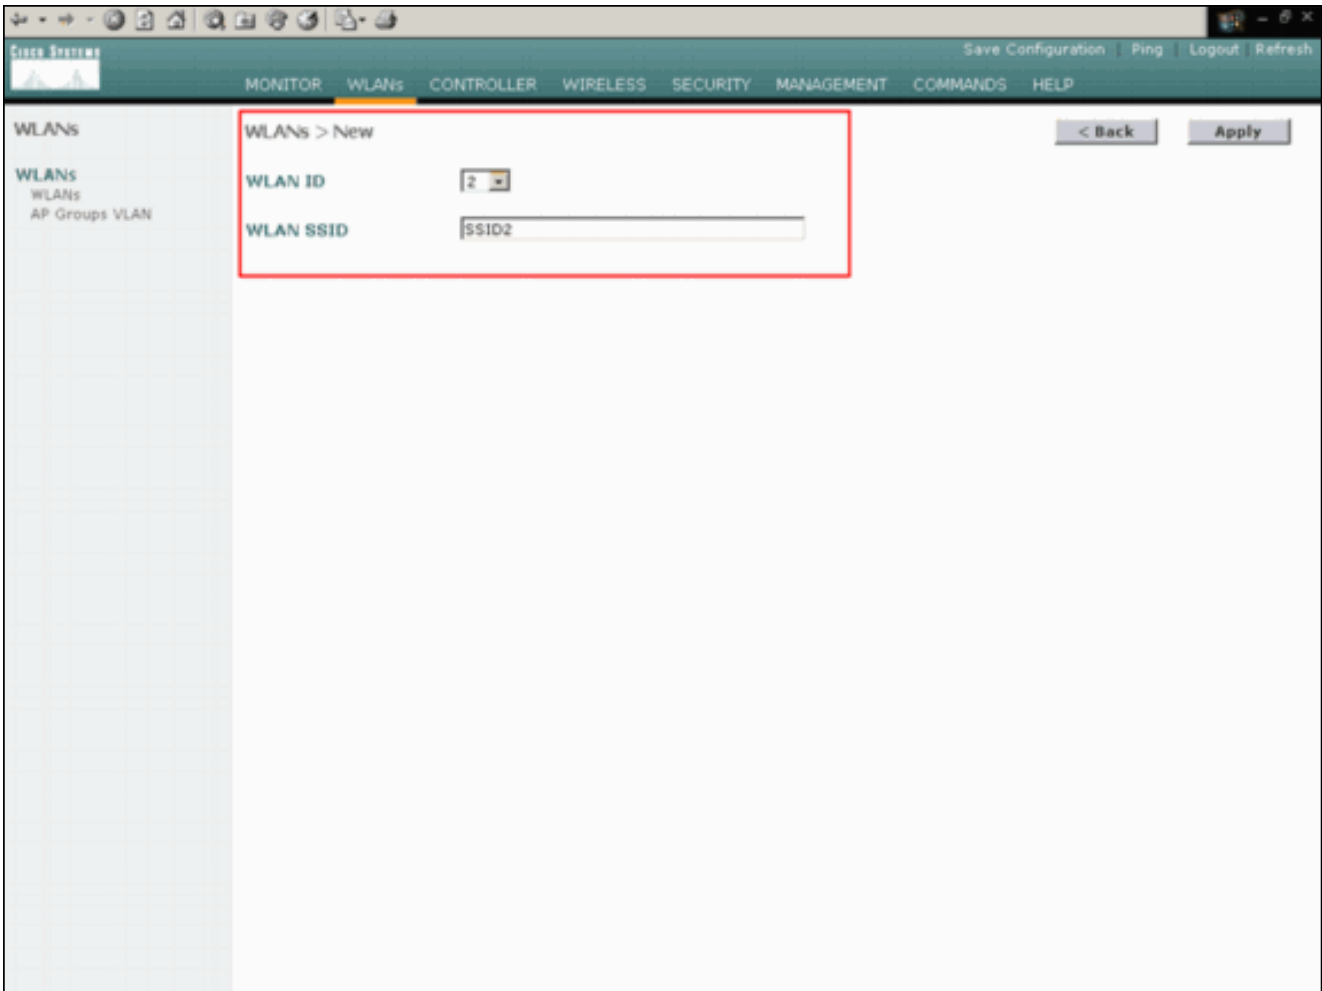 CISCO SYSTEMS
Save Configuration | Ping | Logout | Refresh
MONITOR WLANs CONTROLLER WIRELESS SECURITY MANAGEMENT COMMANDS HELP
WLANs
WLANs
WLANs
AP Groups VLAN
WLANs > New
< Back
Apply
WLAN ID
2
WLAN SSID
SSID2